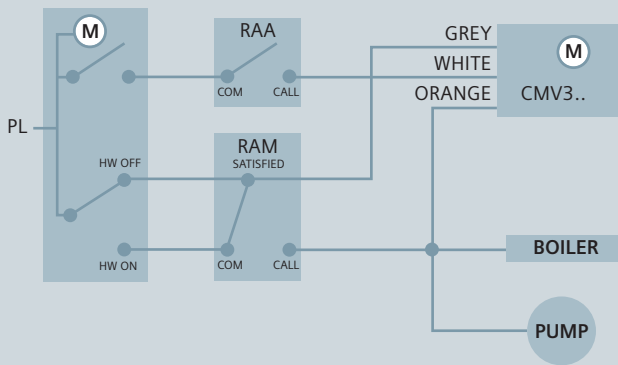 M
RAA
GREY
M
WHITE
COM
CALL
ORANGE
CMV3..
PL
RAM
HW OFF
SATISFIED
BOILER
HW ON
COM
CALL
PUMP